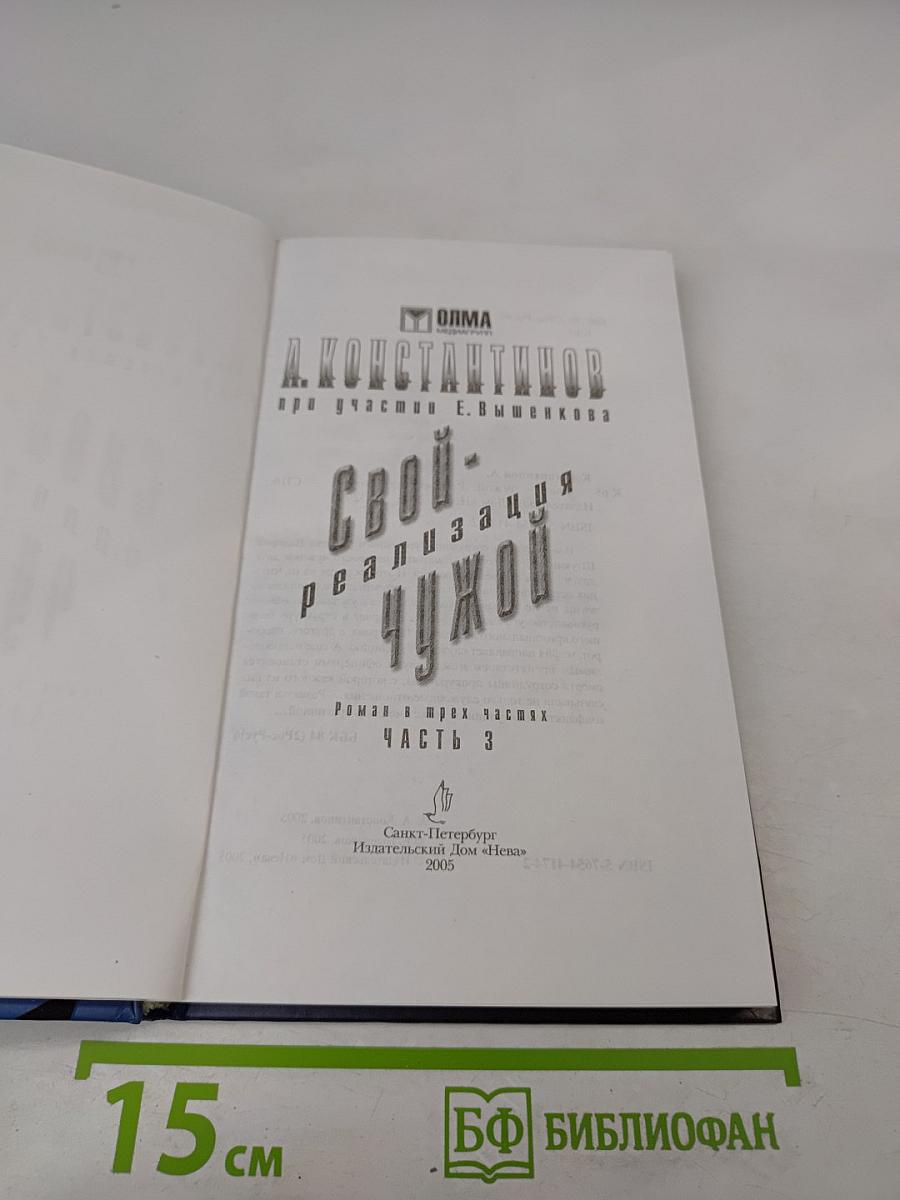 ОЛМА
МЕДИАГРУПП
А. КОНСТАНТИНОВ
при участии Е. Вышенкова
Свой-
реализация
чужой
Роман в трех частях
ЧАСТЬ 3
Санкт-Петербург
Издательский Дом «Нева»
2005
15 см
БФ БИБЛИОФАН